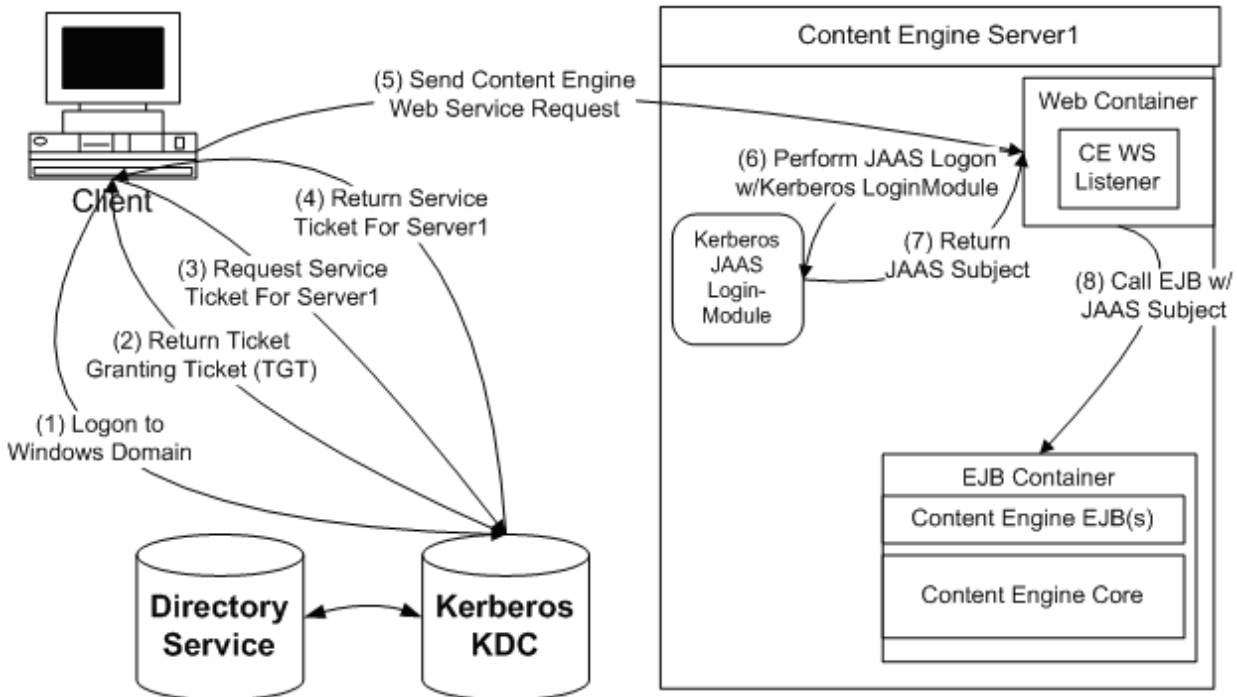 Content Engine Server1
(5) Send Content Engine
Web Service Request
Web Container
CE WS
Listener
(6) Perform JAAS Logon
w/Kerberos LoginModule
Client
(4) Return Service
Ticket For Server1
Kerberos
JAAS
Login-
Module
(7) Return
JAAS Subject
(8) Call EJB w/
JAAS Subject
(3) Request Service
Ticket For Server1
(2) Return Ticket
Granting Ticket (TGT)
(1) Logon to
Windows Domain
EJB Container
Content Engine EJB(s)
Content Engine Core
Directory
Service
Kerberos
KDC